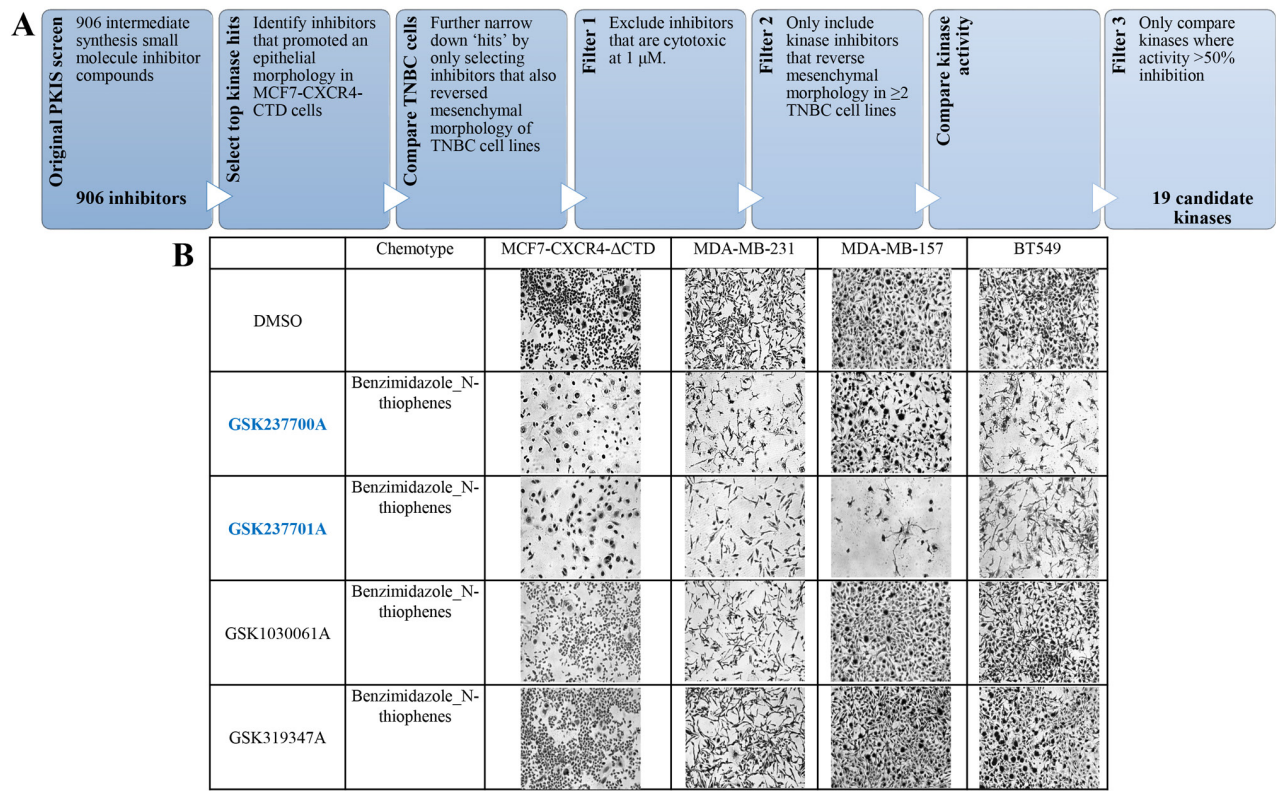 A
Original PKIS screen
906 intermediate
synthesis small
molecule inhibitor
compounds
906 inhibitors
Select top kinase hits
Identify inhibitors
that promoted an
epithelial
morphology in
MCF7-CXCR4-
CTD cells
Compare TNBC cells
Further narrow
down ‘hits’ by
only selecting
inhibitors that also
reversed
mesenchymal
morphology of
TNBC cell lines
Filter 1
Exclude inhibitors
that are cytotoxic
at 1 μM.
Filter 2
Only include
kinase inhibitors
that reverse
mesenchymal
morphology in ≥2
TNBC cell lines
Compare kinase
activity
Filter 3
Only compare
kinases where
activity >50%
inhibition
19 candidate
kinases
B
Chemotype MCF7-CXCR4-ΔCTD MDA-MB-231 MDA-MB-157 BT549
DMSO
GSK237700A
Benzimidazole_N-
thiophenes
GSK237701A
Benzimidazole_N-
thiophenes
GSK1030061A
Benzimidazole_N-
thiophenes
GSK319347A
Benzimidazole_N-
thiophenes